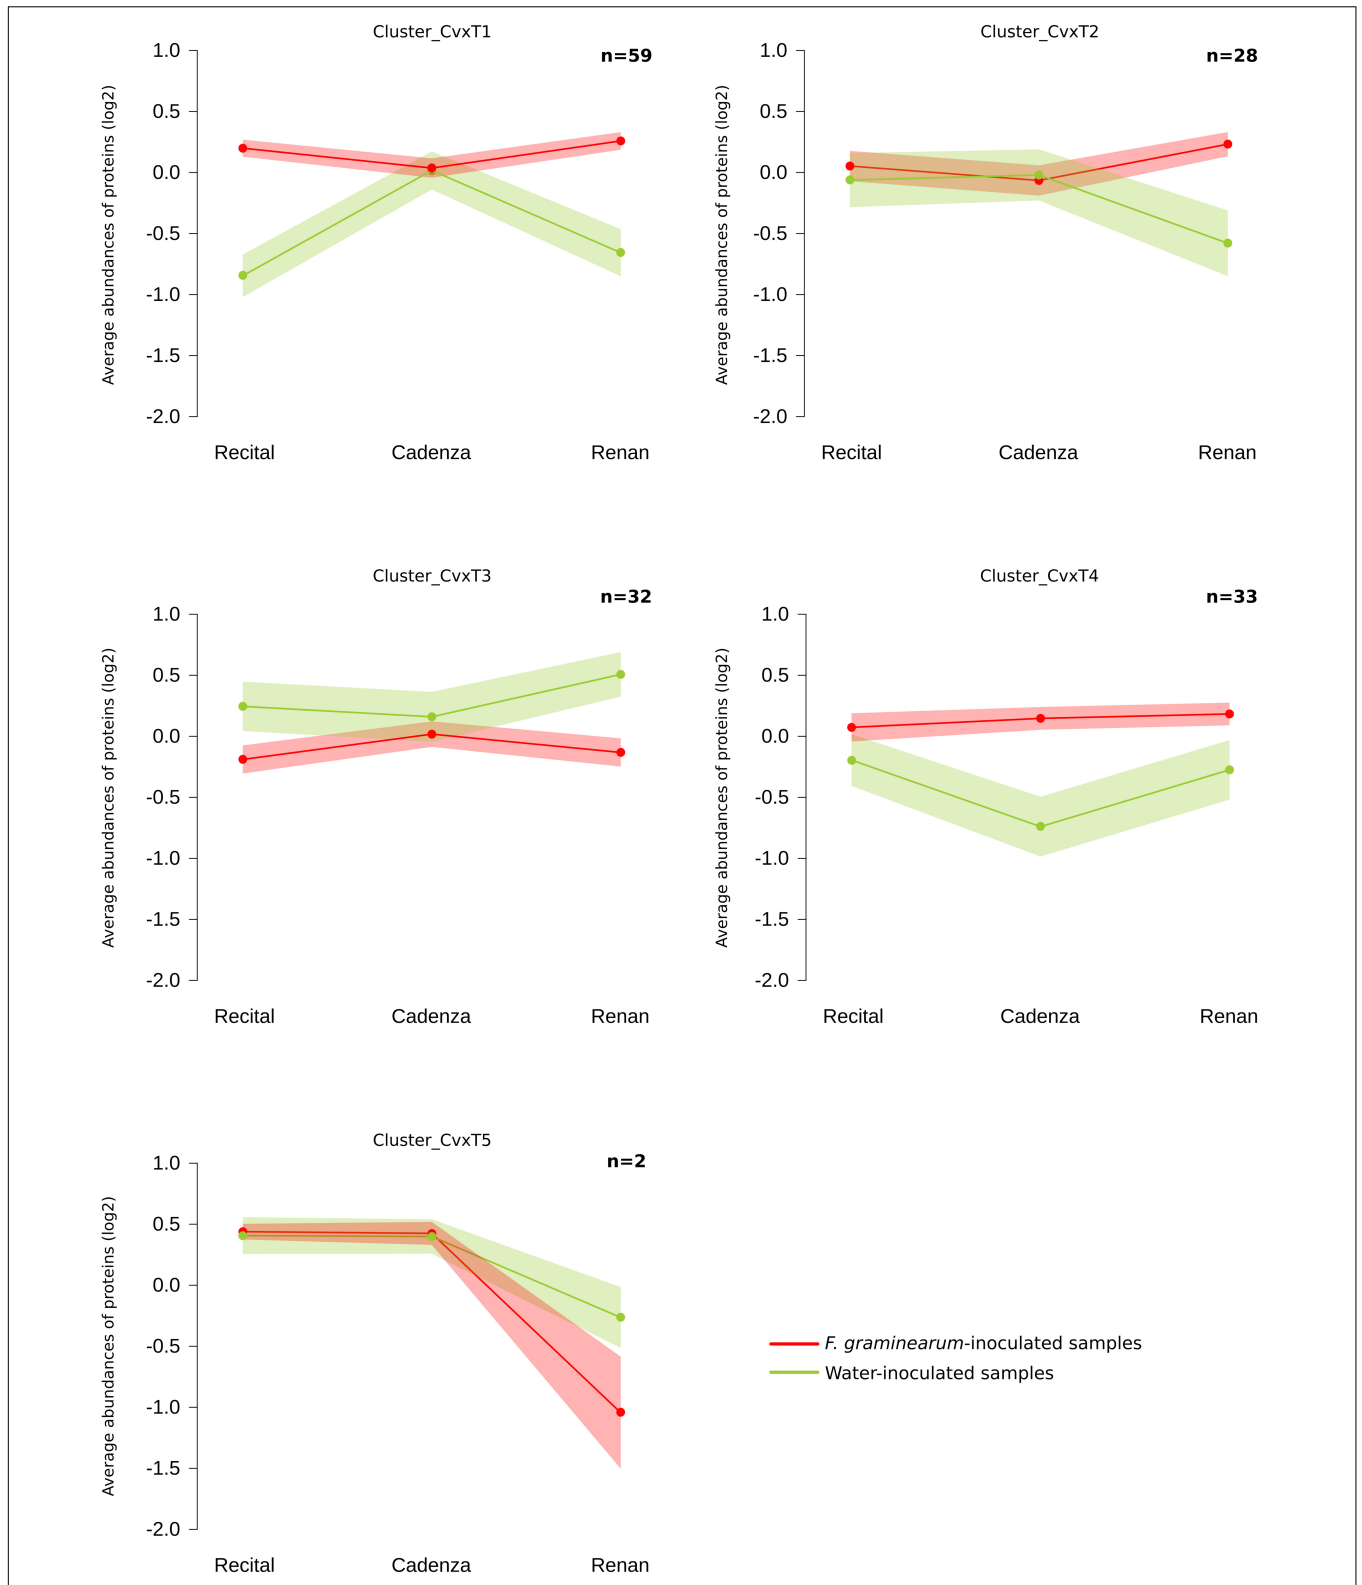 Cluster_CvxT1
n=59
Average abundances of proteins (log2)
1.0
0.5
0.0
-0.5
-1.0
-1.5
-2.0
Recital Cadenza Renan
Cluster_CvxT2
n=28
Average abundances of proteins (log2)
1.0
0.5
0.0
-0.5
-1.0
-1.5
-2.0
Recital Cadenza Renan
Cluster_CvxT3
n=32
Average abundances of proteins (log2)
1.0
0.5
0.0
-0.5
-1.0
-1.5
-2.0
Recital Cadenza Renan
Cluster_CvxT4
n=33
Average abundances of proteins (log2)
1.0
0.5
0.0
-0.5
-1.0
-1.5
-2.0
Recital Cadenza Renan
Cluster_CvxT5
n=2
Average abundances of proteins (log2)
1.0
0.5
0.0
-0.5
-1.0
-1.5
-2.0
Recital Cadenza Renan
F. graminearum-inoculated samples
Water-inoculated samples